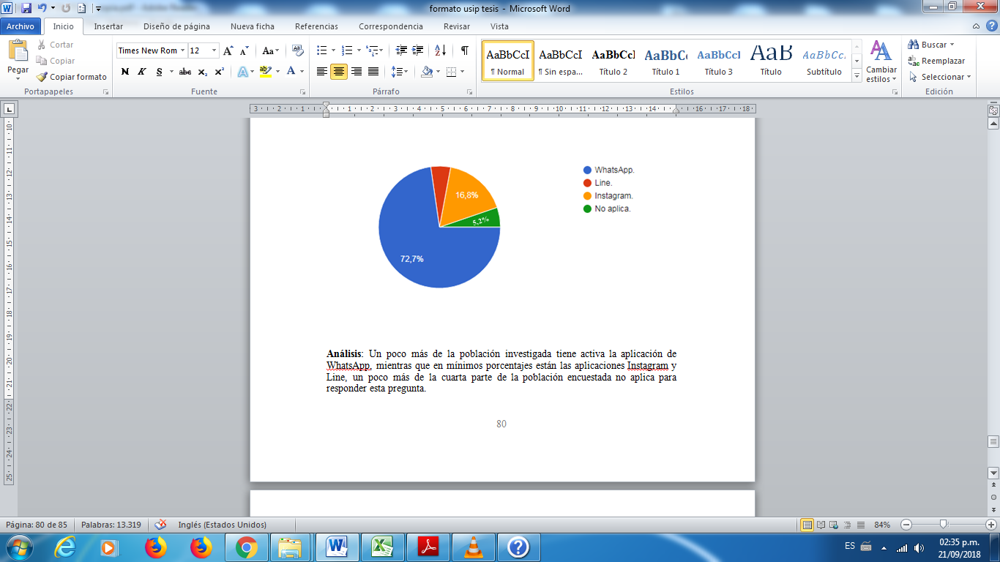 formato usip tesis - Microsoft Word
Archivo Inicio Insertar Diseño de página Nueva ficha Referencias Correspondencia Revisar Vista
Pegar
Cortar
Copiar
Copiar formato
Portapapeles
Times New Rom 12
N K S abc x₂ x²
Fuente
Párrafo
AaBbCcI AaBbCcI AaBbCcI AaBbCc AaBbCcI AaB AaBbCc.
¶ Normal ¶ Sin espa... Título 2 Título 1 Título 3 Título Subtítulo
Estilos
Cambiar
estilos
Buscar
Reemplazar
Seleccionar
Edición
3 2 1 1 2 3 4 5 6 7 8 9 10 11 12 13 14 16 17 18
10 11 12 13 14 15 16 17 18 19 20 21 22 23 24 25
72,7%
16,8%
5,2%
WhatsApp.
Line.
Instagram.
No aplica.
Análisis: Un poco más de la población investigada tiene activa la aplicación de
WhatsApp, mientras que en mínimos porcentajes están las aplicaciones Instagram y
Line, un poco más de la cuarta parte de la población encuestada no aplica para
responder esta pregunta.
80
Página: 80 de 85 Palabras: 13.319 Inglés (Estados Unidos) 84%
ES 02:35 p.m.
21/09/2018